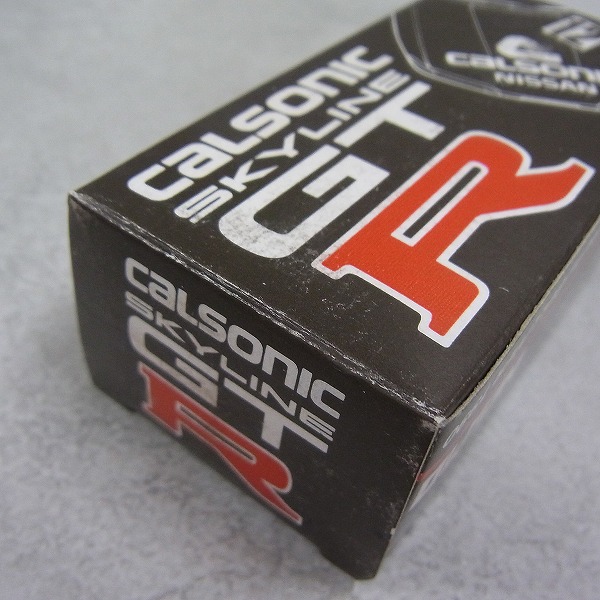 CALSONIC
NISSAN
CALSONIC
SKYLINE
GT
R
CALSONIC
SKYLINE
GT
R